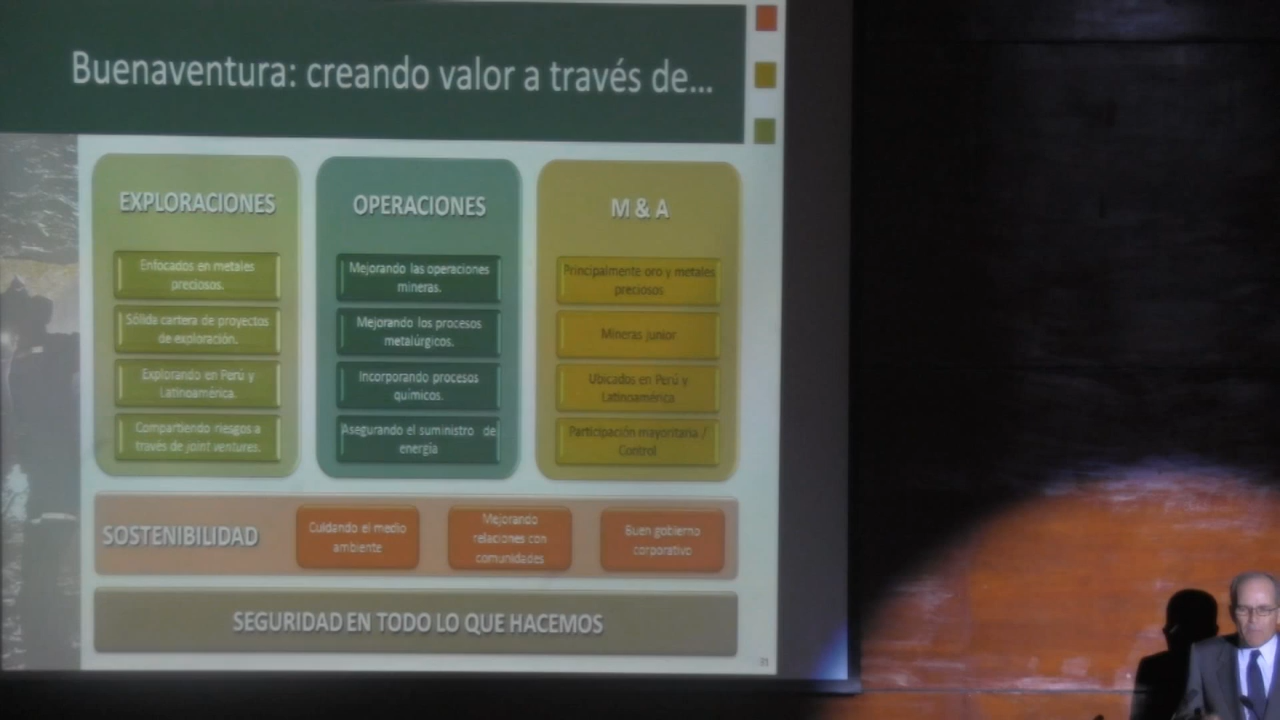 Buenaventura: creando valor a través de...
EXPLORACIONES
Enfocados en metales
preciosos.
Sólida cartera de proyectos
de exploración.
Explorando en Perú y
Latinoamérica.
Compartiendo riesgos a
través de joint ventures.
OPERACIONES
Mejorando las operaciones
mineras.
Mejorando los procesos
metalúrgicos.
Incorporando procesos
químicos.
Asegurando el suministro de
energía
M & A
Principalmente oro y metales
preciosos
Mineras junior
Ubicados en Perú y
Latinoamérica
Participación mayoritaria /
Control
SOSTENIBILIDAD
Cuidando el medio
ambiente
Mejorando
relaciones con
comunidades
Buen gobierno
corporativo
SEGURIDAD EN TODO LO QUE HACEMOS
31